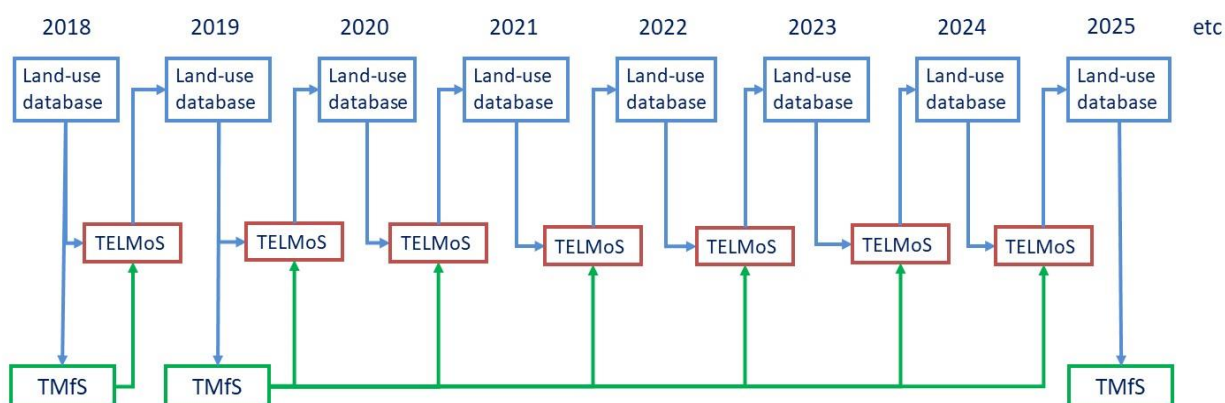 2018 2019 2020 2021 2022 2023 2024 2025 etc
Land-use Land-use Land-use Land-use Land-use Land-use Land-use Land-use
database database database database database database database database
TELMoS TELMoS TELMoS TELMoS TELMoS TELMoS TELMoS
TMfS TMfS TMfS